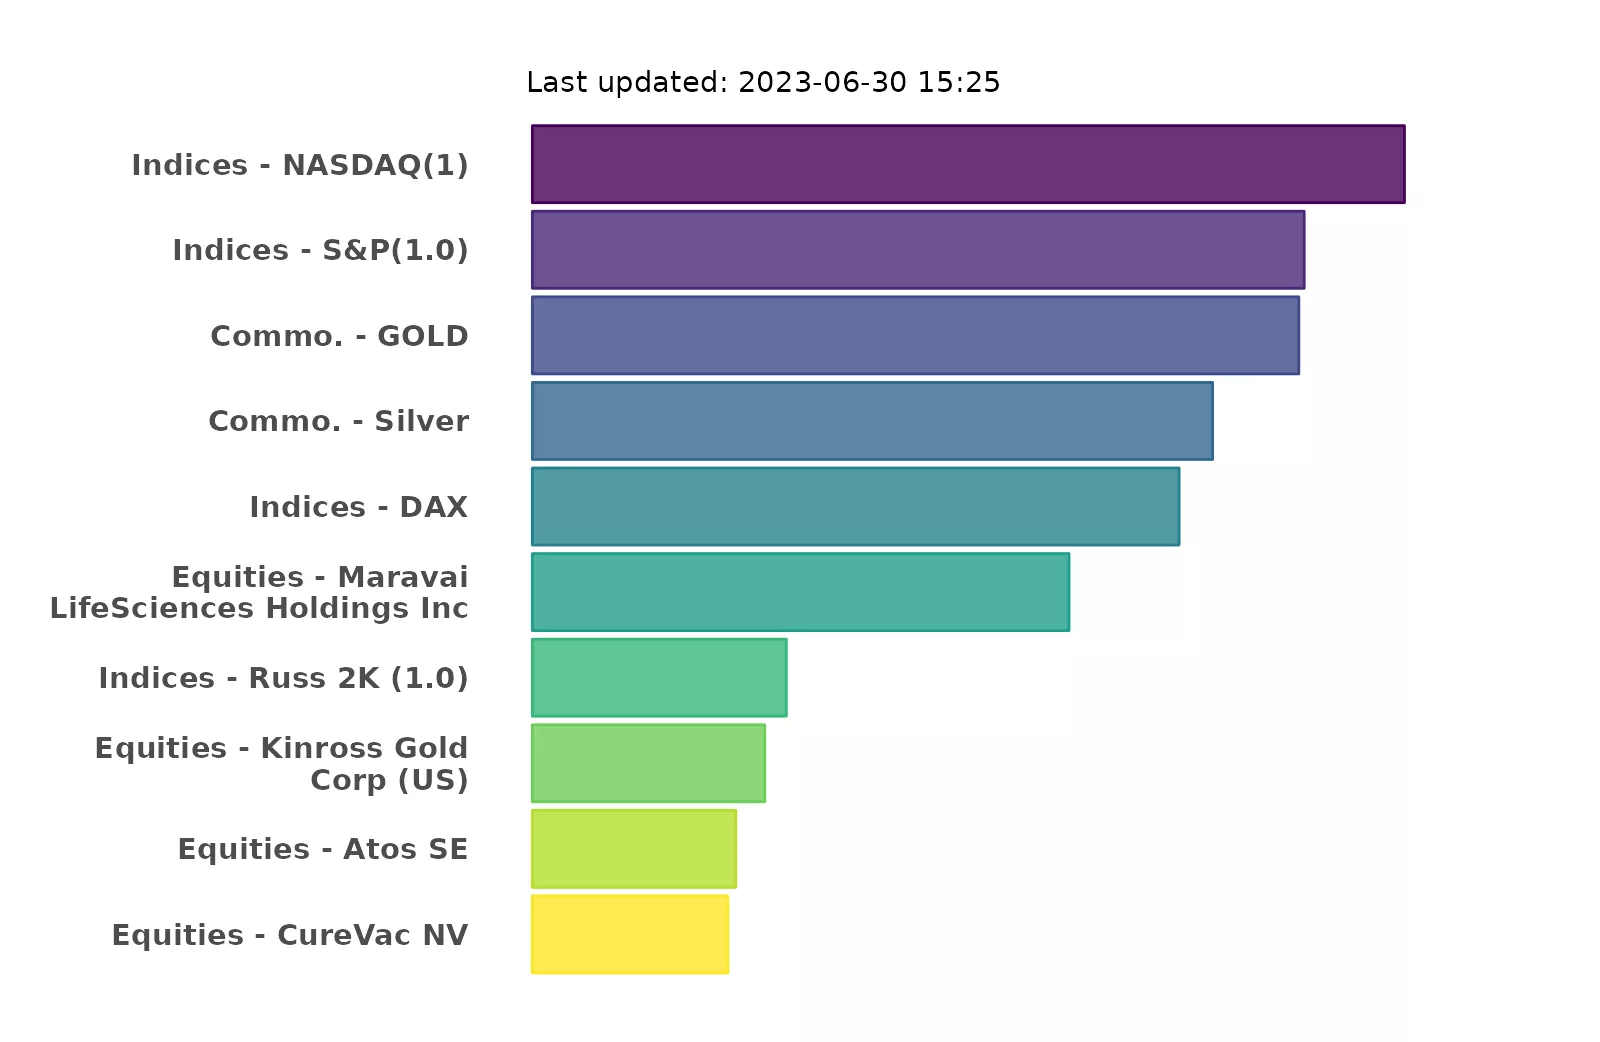 Last updated: 2023-06-30 15:25
Indices - NASDAQ(1)
Indices - S&P(1.0)
Commo. - GOLD
Commo. - Silver
Indices - DAX
Equities - Maravai
LifeSciences Holdings Inc
Indices - Russ 2K (1.0)
Equities - Kinross Gold
Corp (US)
Equities - Atos SE
Equities - CureVac NV